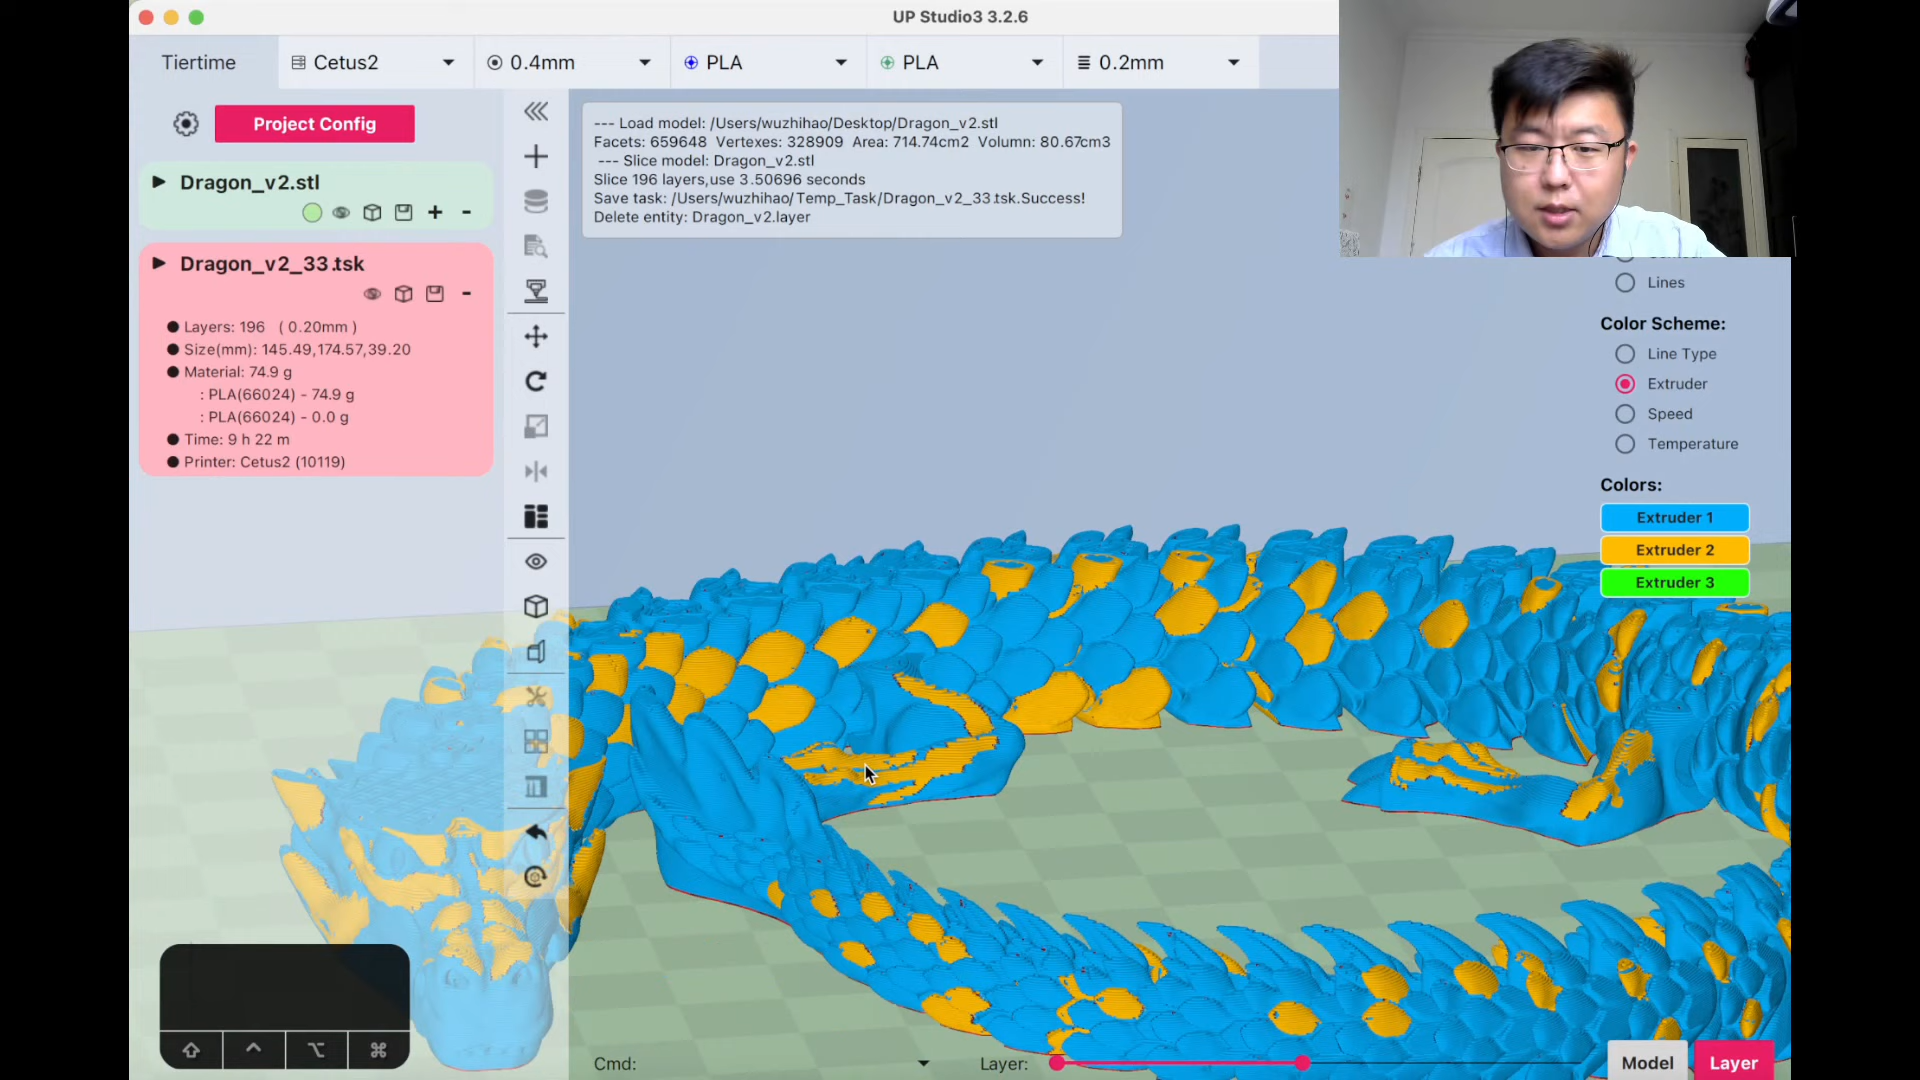 UP Studio3 3.2.6
Tiertime
Cetus2
0.4mm
PLA
PLA
0.2mm
Project Config
Dragon_v2.stl
Dragon_v2_33.tsk
Layers: 196 ( 0.20mm )
Size(mm): 145.49,174.57,39.20
Material: 74.9 g
: PLA(66024) - 74.9 g
: PLA(66024) - 0.0 g
Time: 9 h 22 m
Printer: Cetus2 (10119)
--- Load model: /Users/wuzhihao/Desktop/Dragon_v2.stl
Facets: 659648 Vertexes: 328909 Area: 714.74cm2 Volumn: 80.67cm3
--- Slice model: Dragon_v2.stl
Slice 196 layers,use 3.50696 seconds
Save task: /Users/wuzhihao/Temp_Task/Dragon_v2_33.tsk.Success!
Delete entity: Dragon_v2.layer
Lines
Color Scheme:
Line Type
Extruder
Speed
Temperature
Colors:
Extruder 1
Extruder 2
Extruder 3
Cmd:
Layer:
Model
Layer